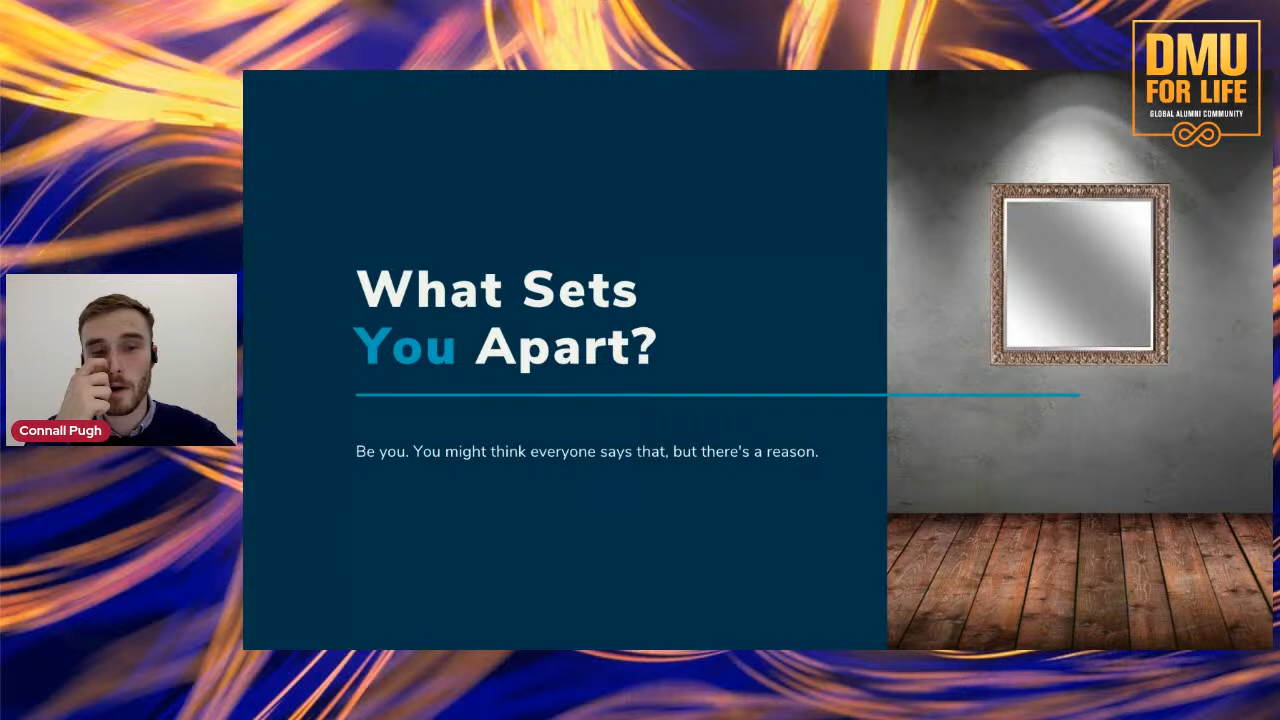 DMU
FOR LIFE
GLOBAL ALUMNI COMMUNITY
What Sets
You Apart?
Be you. You might think everyone says that, but there's a reason.
Connall Pugh